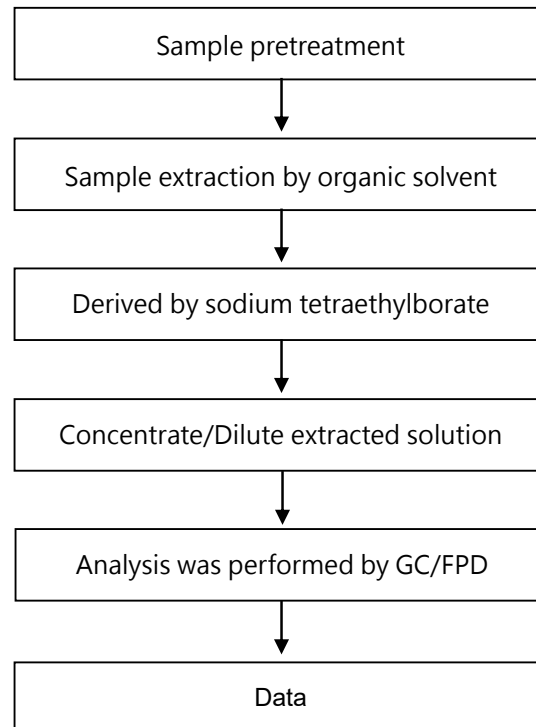 Sample pretreatment
Sample extraction by organic solvent
Derived by sodium tetraethylborate
Concentrate/Dilute extracted solution
Analysis was performed by GC/FPD
Data